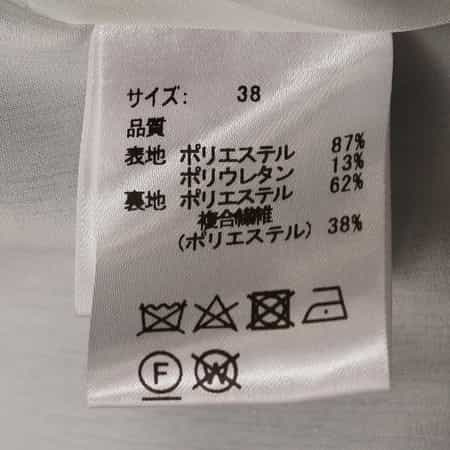 サイズ: 38
品質
表地 ポリエステル 87%
ポリウレタン 13%
裏地 ポリエステル 62%
複合繊維
(ポリエステル) 38%
F W